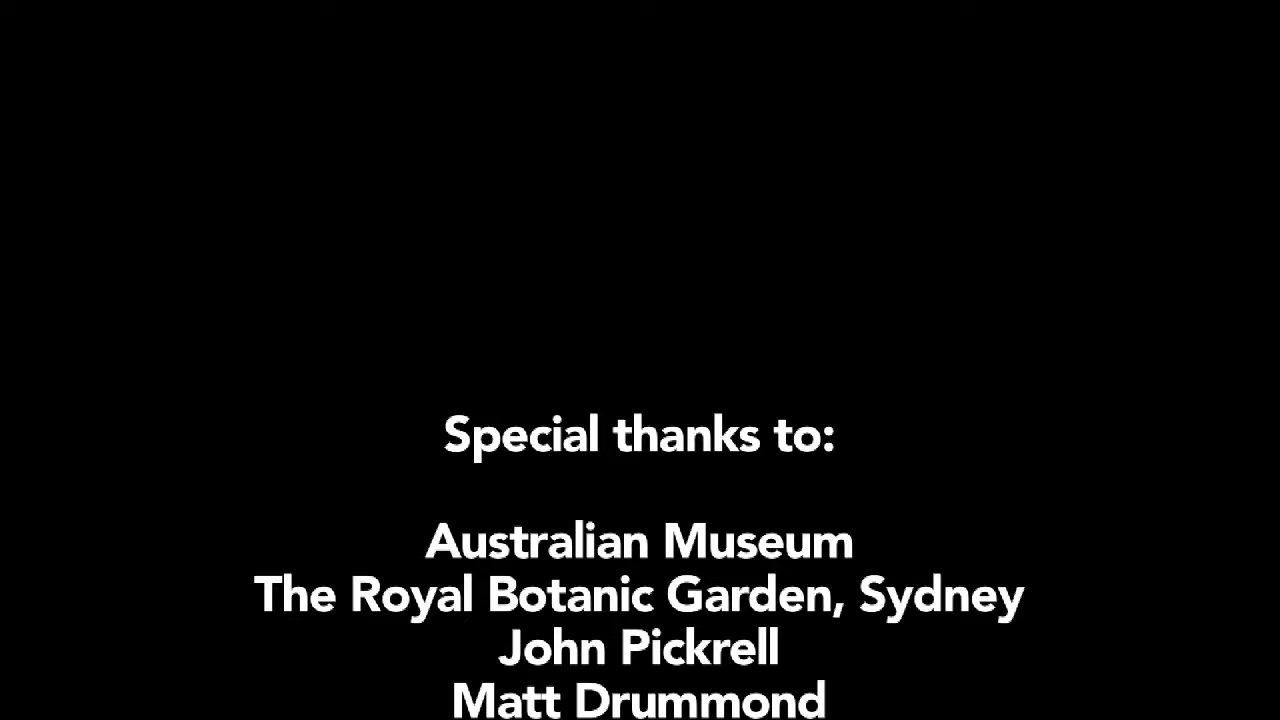 Special thanks to:
Australian Museum
The Royal Botanic Garden, Sydney
John Pickrell
Matt Drummond